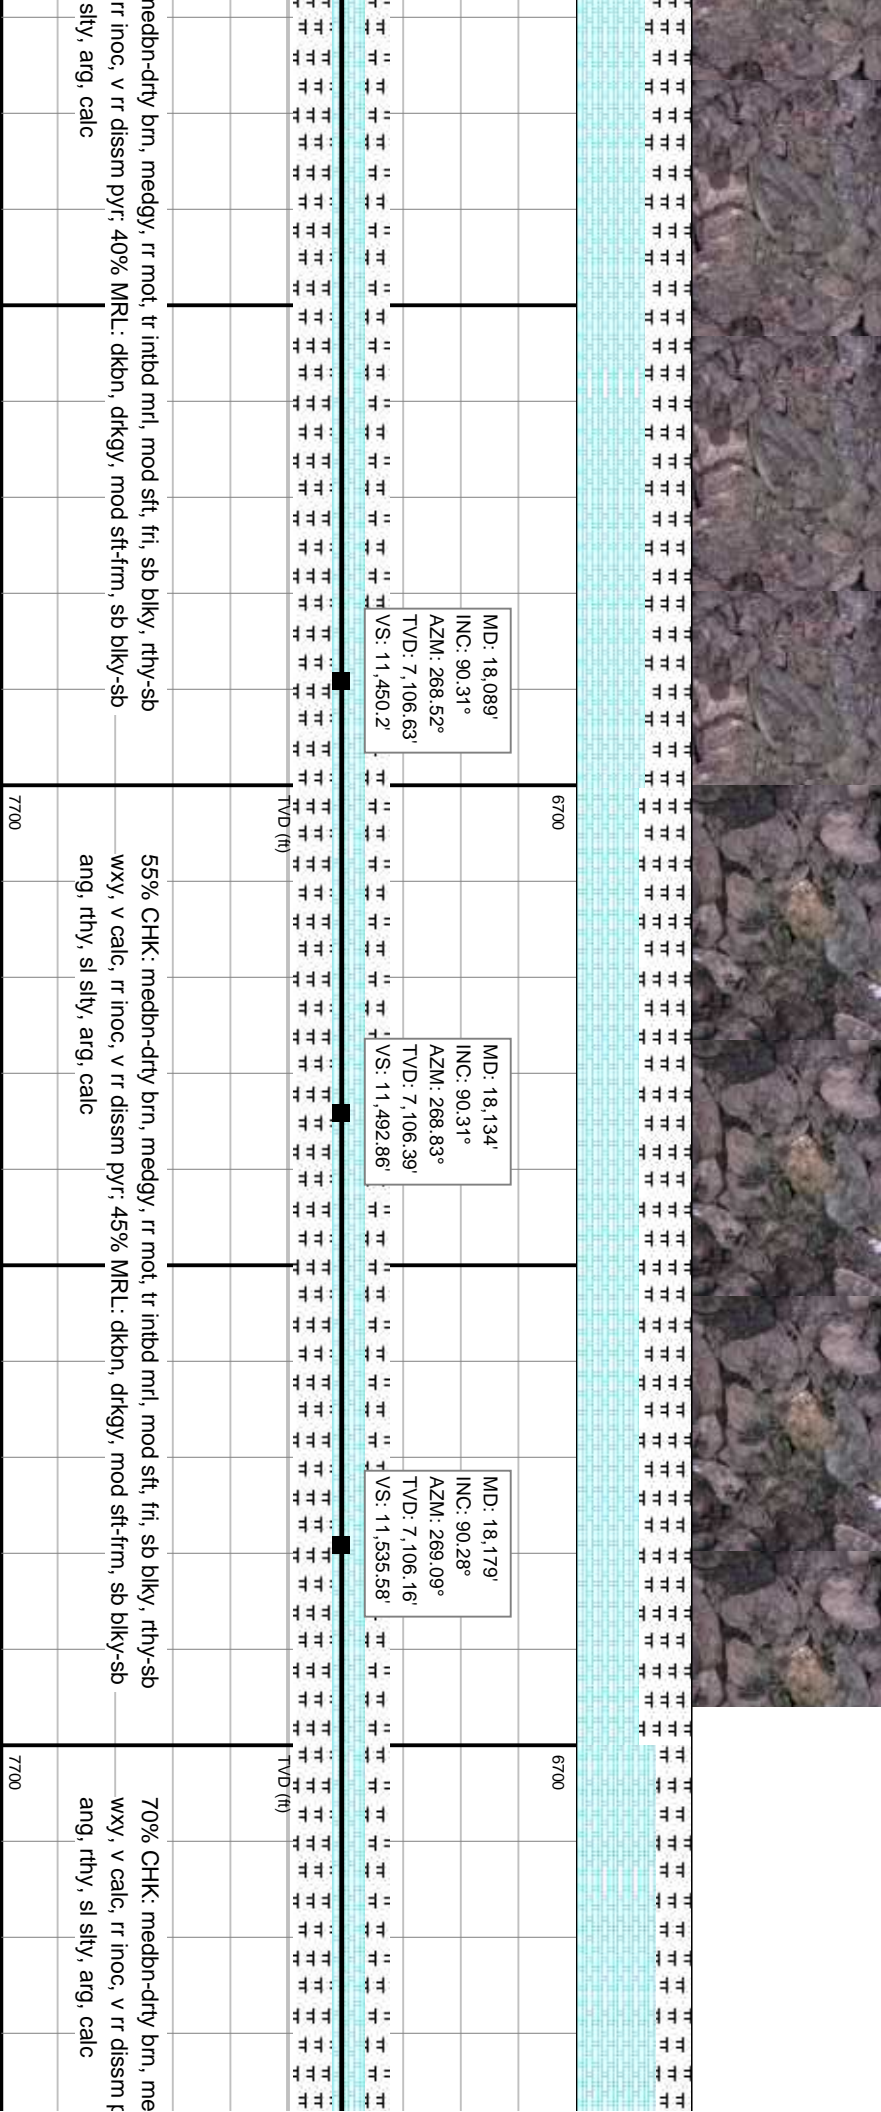 medbn-drty brn, medgy, rr mot, tr intbd mrl, mod sft, fri, sb blky, rthy-sb
rr inoc, v rr dissm pyr; 40% MRL: dkbn, drkgy, mod sft-frm, sb blky-sb
slty, arg, calc
MD: 18,089'
INC: 90.31°
AZM: 268.52°
TVD: 7,106.63'
VS: 11,450.2'
6700
TVD (ft)
7700
55% CHK: medbn-drty brn, medgy, rr mot, tr intbd mrl, mod sft, fri, sb blky, rthy-sb
wxy, v calc, rr inoc, v rr dissm pyr; 45% MRL: dkbn, drkgy, mod sft-frm, sb blky-sb
ang, rthy, sl slty, arg, calc
MD: 18,134'
INC: 90.31°
AZM: 268.83°
TVD: 7,106.39'
VS: 11,492.86'
MD: 18,179'
INC: 90.28°
AZM: 269.09°
TVD: 7,106.16'
VS: 11,535.58'
6700
TVD (ft)
7700
70% CHK: medbn-drty brn, me
wxy, v calc, rr inoc, v rr dissm p
ang, rthy, sl slty, arg, calc